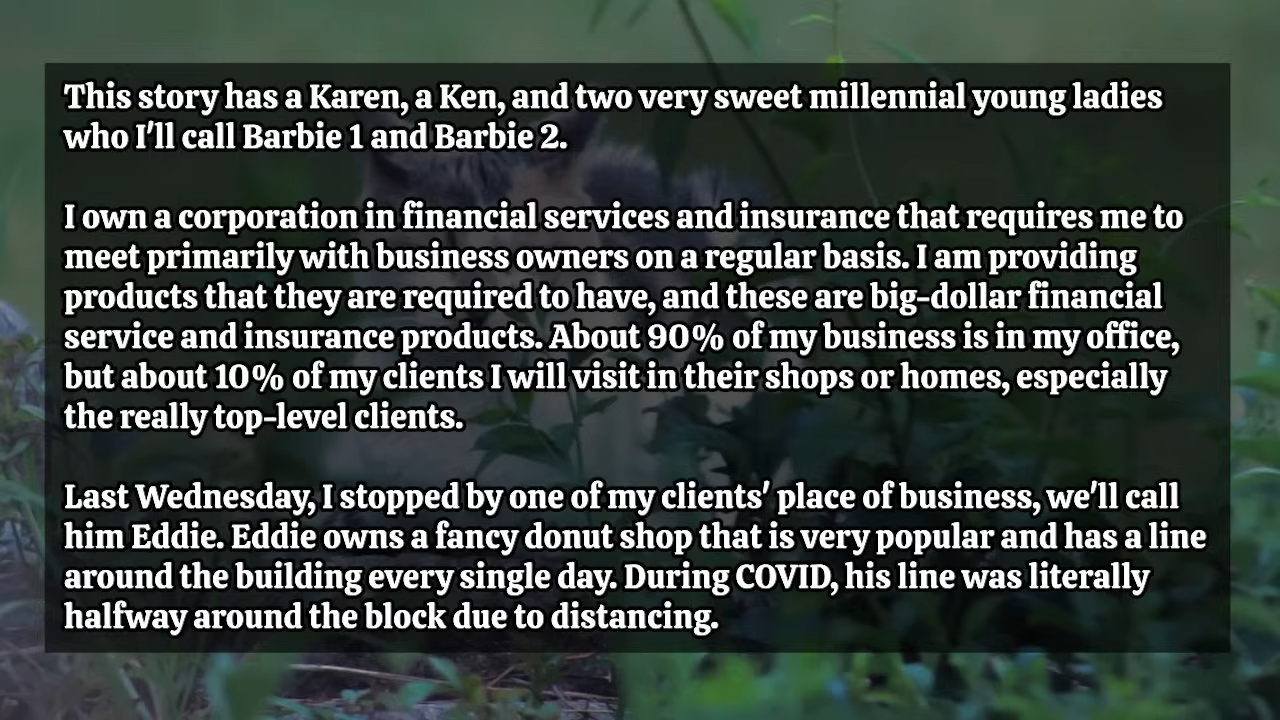 This story has a Karen, a Ken, and two very sweet millennial young ladies
who I'll call Barbie 1 and Barbie 2.
I own a corporation in financial services and insurance that requires me to
meet primarily with business owners on a regular basis. I am providing
products that they are required to have, and these are big-dollar financial
service and insurance products. About 90% of my business is in my office,
but about 10% of my clients I will visit in their shops or homes, especially
the really top-level clients.
Last Wednesday, I stopped by one of my clients' place of business, we'll call
him Eddie. Eddie owns a fancy donut shop that is very popular and has a line
around the building every single day. During COVID, his line was literally
halfway around the block due to distancing.